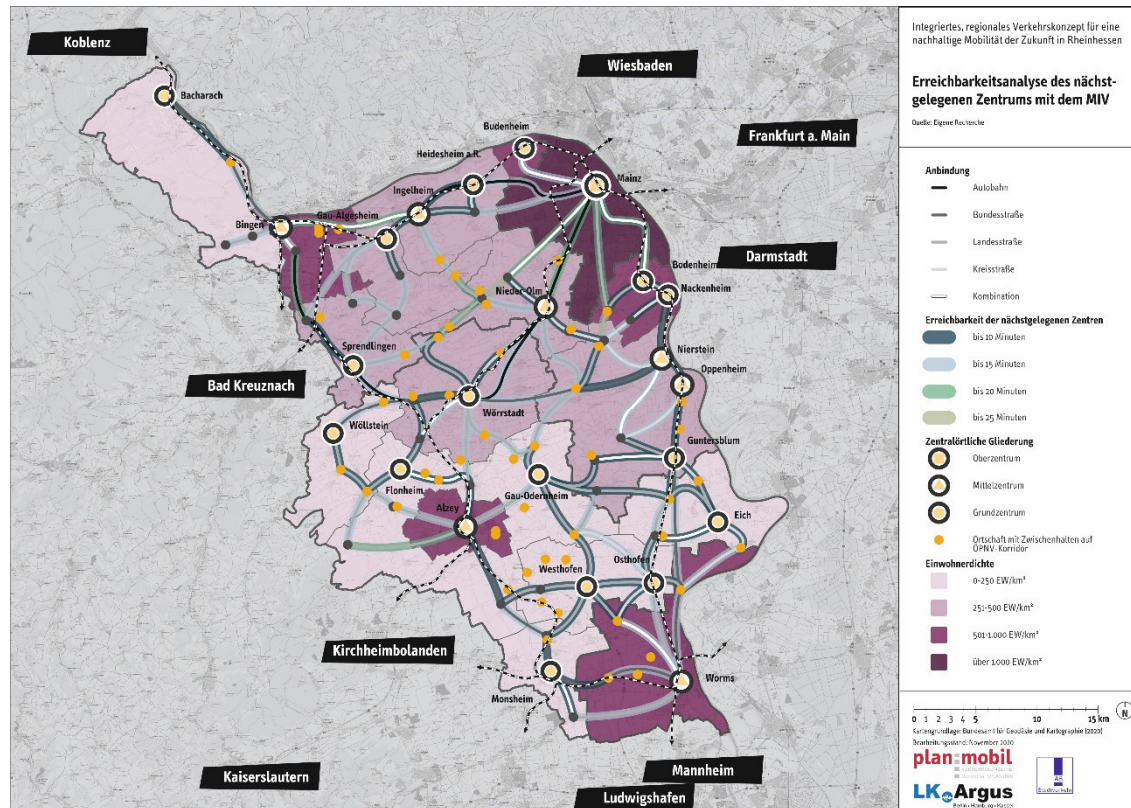 Koblenz
Wiesbaden
Frankfurt a. Main
Darmstadt
Bad Kreuznach
Kirchheimbolanden
Kaiserslautern
Mannheim
Ludwigshafen
Bacharach
Budenheim
Heidesheim a.R.
Mainz
Ingelheim
Gau-Algesheim
Bingen
Bodenheim
Nackenheim
Nieder-Olm
Nierstein
Sprendlingen
Oppenheim
Wörrstadt
Wöllstein
Guntersblum
Flonheim
Gau-Odernheim
Alzey
Eich
Westhofen
Osthofen
Monsheim
Worms
Integriertes, regionales Verkehrskonzept für eine
nachhaltige Mobilität der Zukunft in Rheinhessen
Erreichbarkeitsanalyse des nächst-
gelegenen Zentrums mit dem MIV
Quelle: Eigene Recherche
Anbindung
Autobahn
Bundesstraße
Landesstraße
Kreisstraße
Kombination
Erreichbarkeit der nächstgelegenen Zentren
bis 10 Minuten
bis 15 Minuten
bis 20 Minuten
bis 25 Minuten
Zentralörtliche Gliederung
Oberzentrum
Mittelzentrum
Grundzentrum
Ortschaft mit Zwischenhalten auf
ÖPNV-Korridor
Einwohnerdichte
0-250 EW/km²
251-500 EW/km²
501-1.000 EW/km²
über 1.000 EW/km²
0 1 2 3 4 5 10 15 km
N
Kartengrundlage: Bundesamt für Geodäsie und Kartographie (2020)
Bearbeitungsstand: November 2020
plan:mobil
LK Argus
Berlin · Hamburg · Kassel